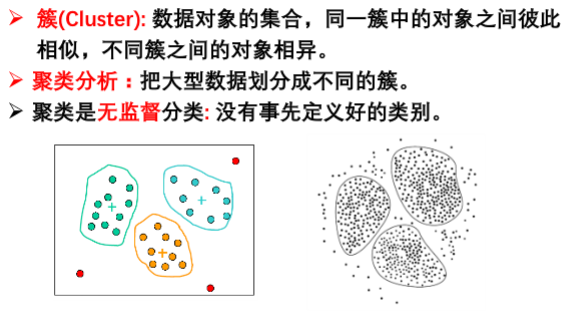 ➢ 簇(Cluster): 数据对象的集合，同一簇中的对象之间彼此
相似，不同簇之间的对象相异。
➢ 聚类分析：把大型数据划分成不同的簇。
➢ 聚类是无监督分类: 没有事先定义好的类别。